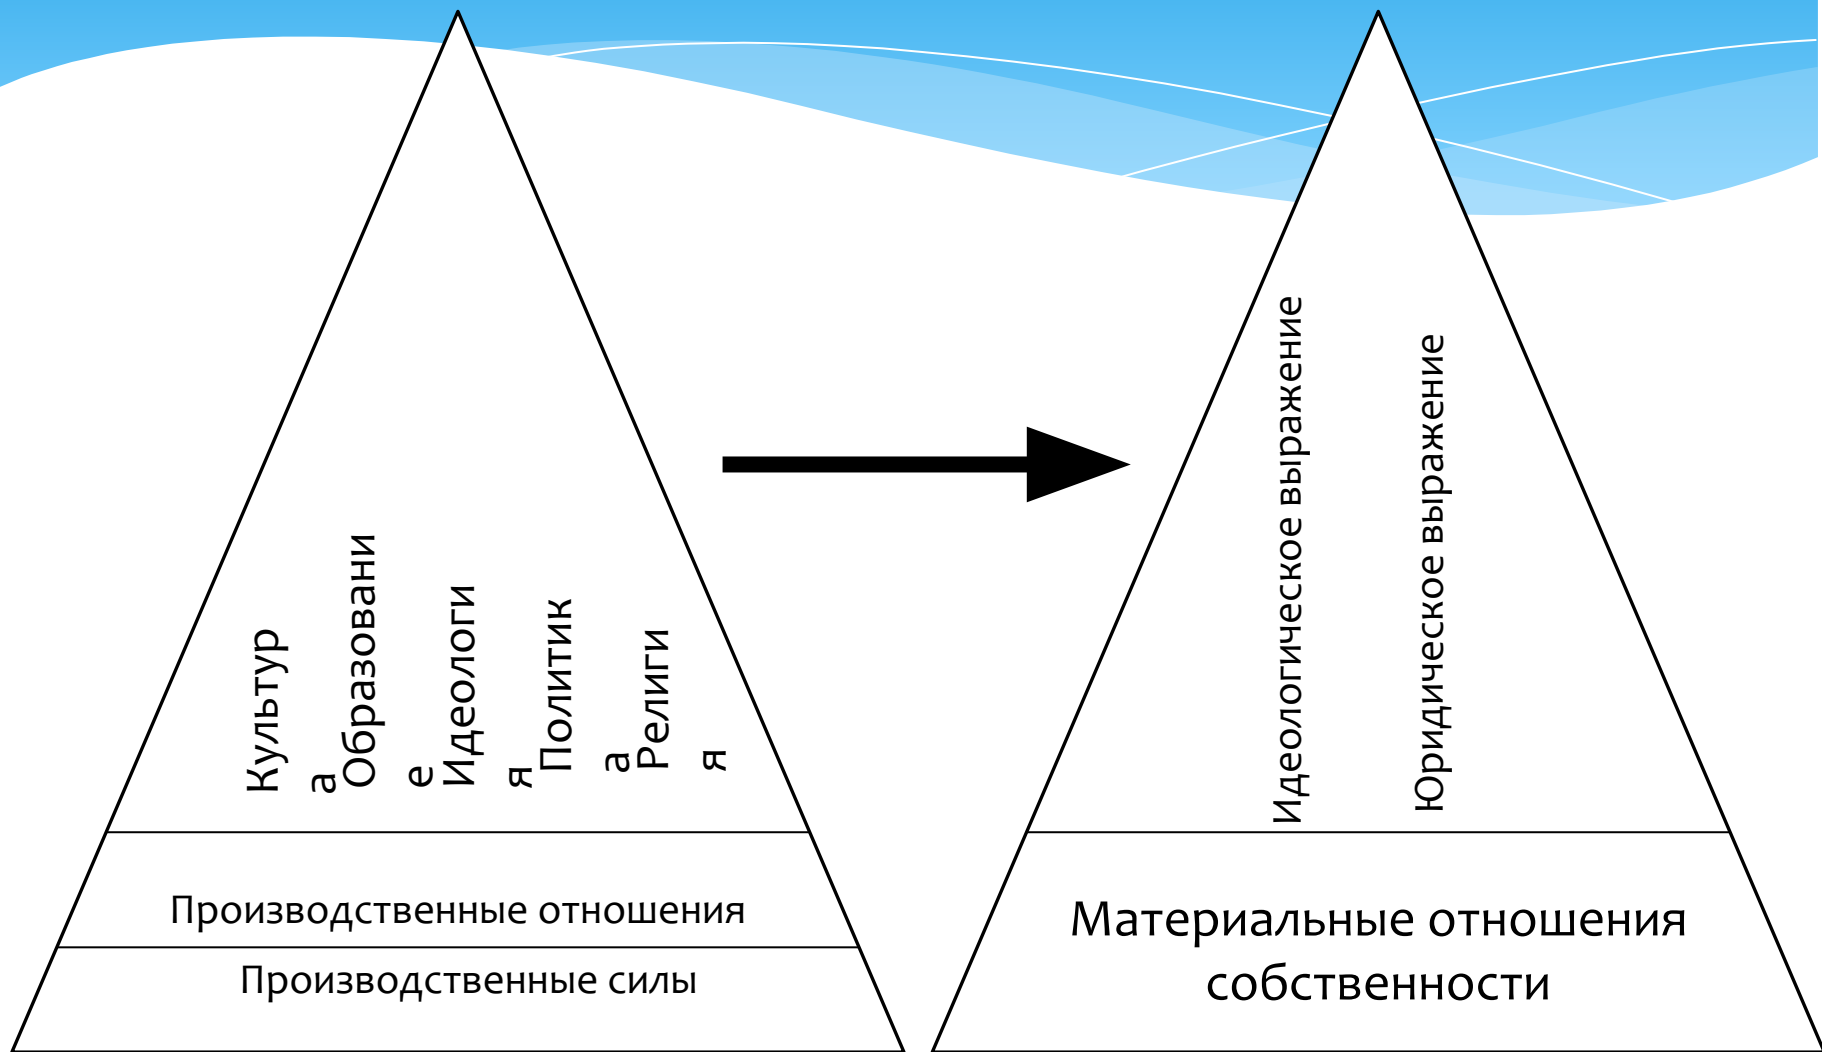 Культур
а
Образовани
е
Идеологи
я
Политик
а
Религи
я
Производственные отношения
Производственные силы
Идеологическое выражение
Юридическое выражение
Материальные отношения
собственности